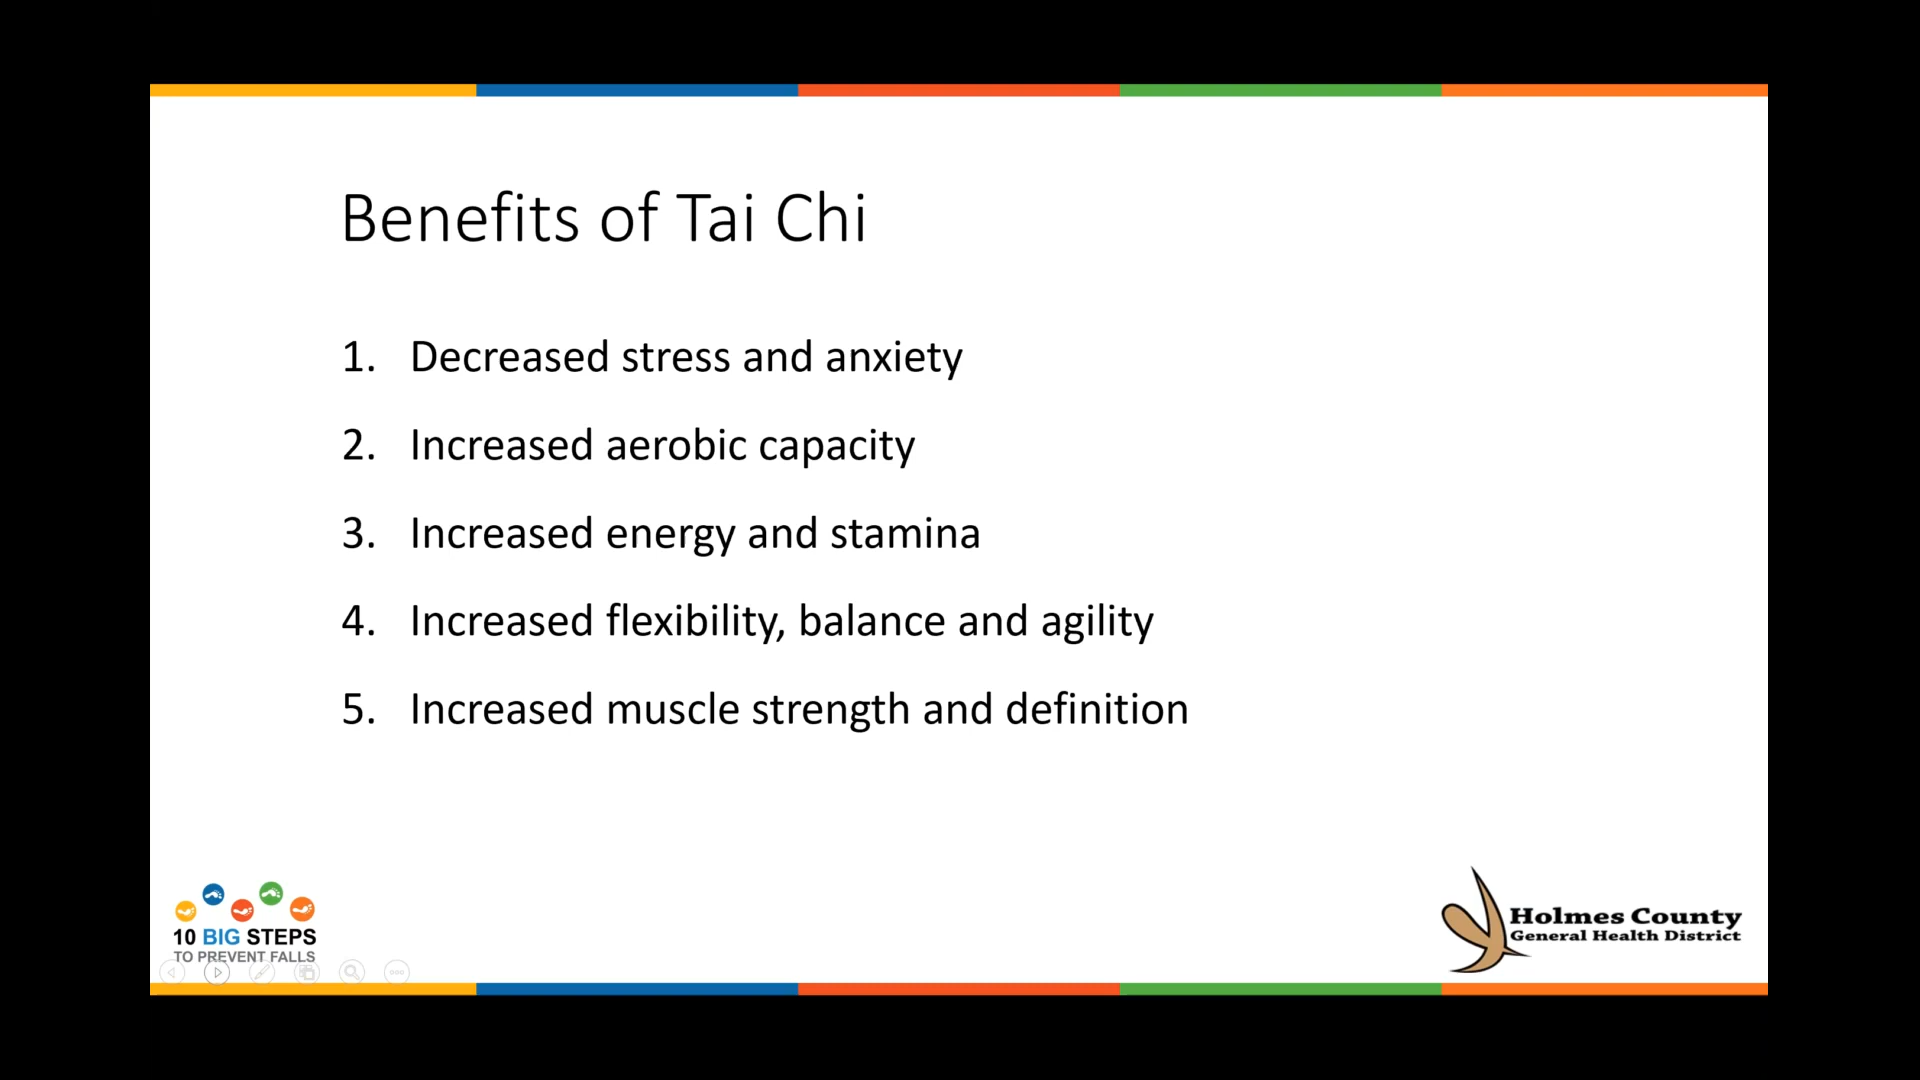 Benefits of Tai Chi
1. Decreased stress and anxiety
2. Increased aerobic capacity
3. Increased energy and stamina
4. Increased flexibility, balance and agility
5. Increased muscle strength and definition
10 BIG STEPS
TO PREVENT FALLS
Holmes County
General Health District